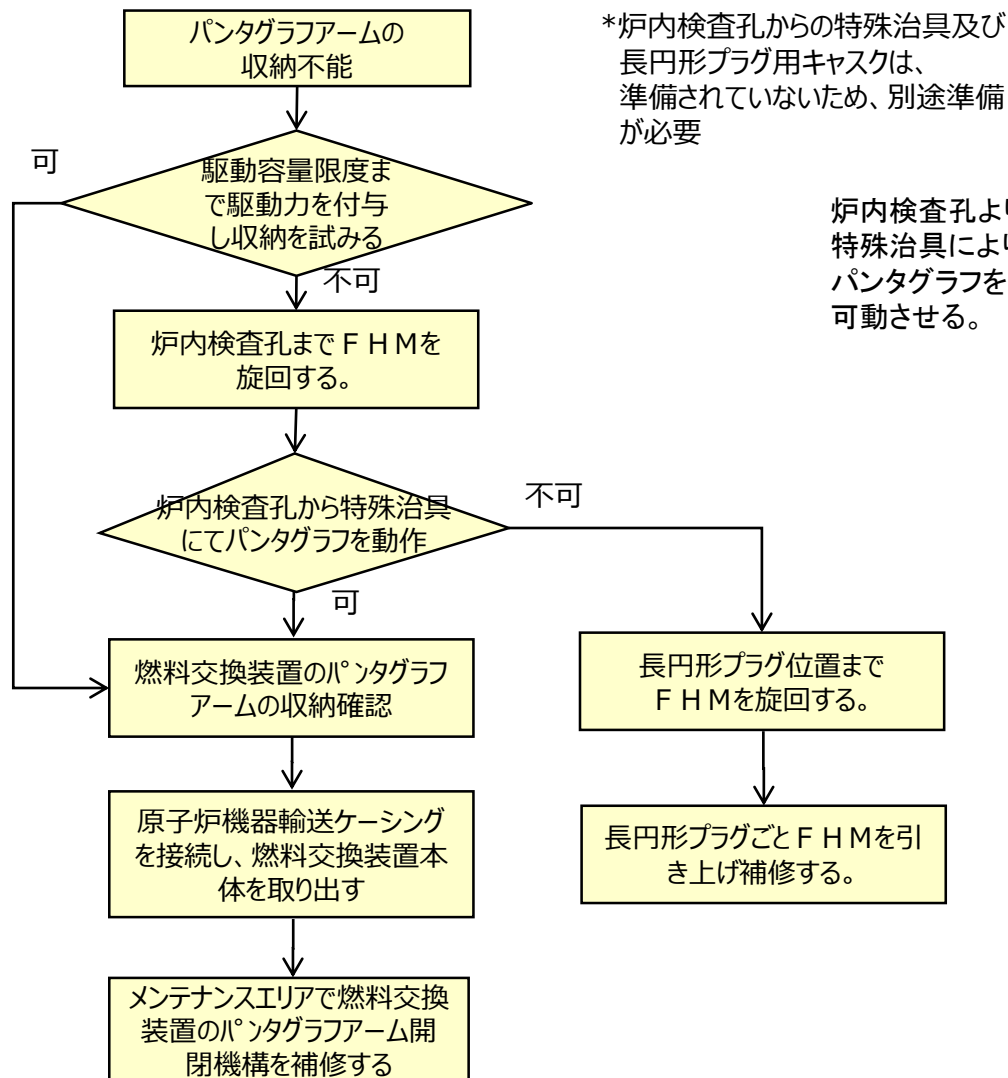 パンタグラフアームの
収納不能
*炉内検査孔からの特殊治具及び
長円形プラグ用キャスクは、
準備されていないため、別途準備
が必要
可
駆動容量限度ま
で駆動力を付与
し収納を試みる
炉内検査孔より
特殊治具により
パンタグラフを
可動させる。
不可
炉内検査孔までFHMを
旋回する。
炉内検査孔から特殊治具
にてパンタグラフを動作
不可
可
燃料交換装置のパンタグラフ
アームの収納確認
長円形プラグ位置まで
FHMを旋回する。
原子炉機器輸送ケーシング
を接続し、燃料交換装置本
体を取り出す
長円形プラグごとFHMを引
き上げ補修する。
メンテナンスエリアで燃料交換
装置のパンタグラフアーム開
閉機構を補修する